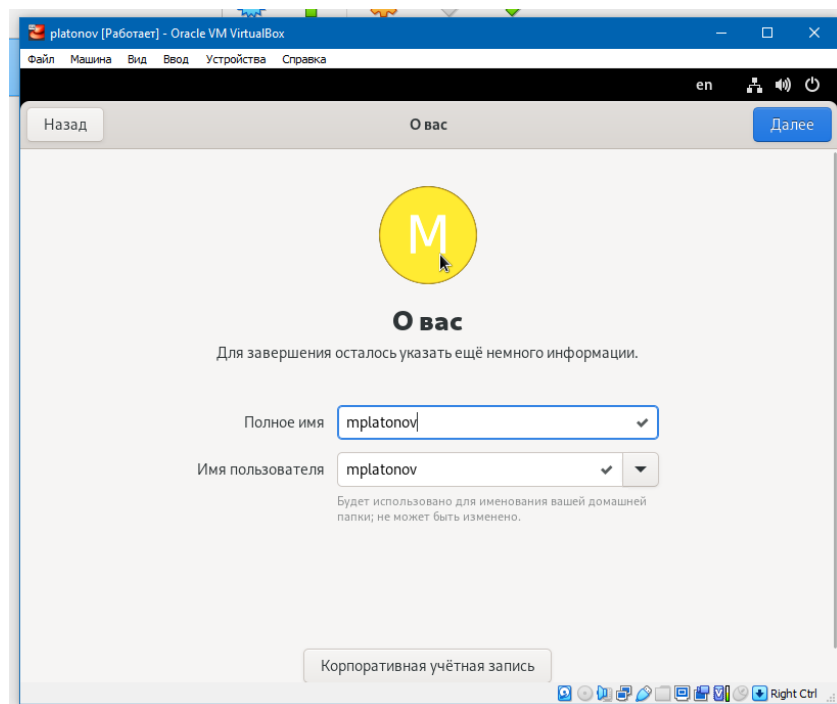 platonov [Работает] - Oracle VM VirtualBox
Файл Машина Вид Ввод Устройства Справка
en
Назад О вас Далее
M
О вас
Для завершения осталось указать ещё немного информации.
Полное имя mplatonov
Имя пользователя mplatonov
Будет использовано для именования вашей домашней
папки; не может быть изменено.
Корпоративная учётная запись
Right Ctrl